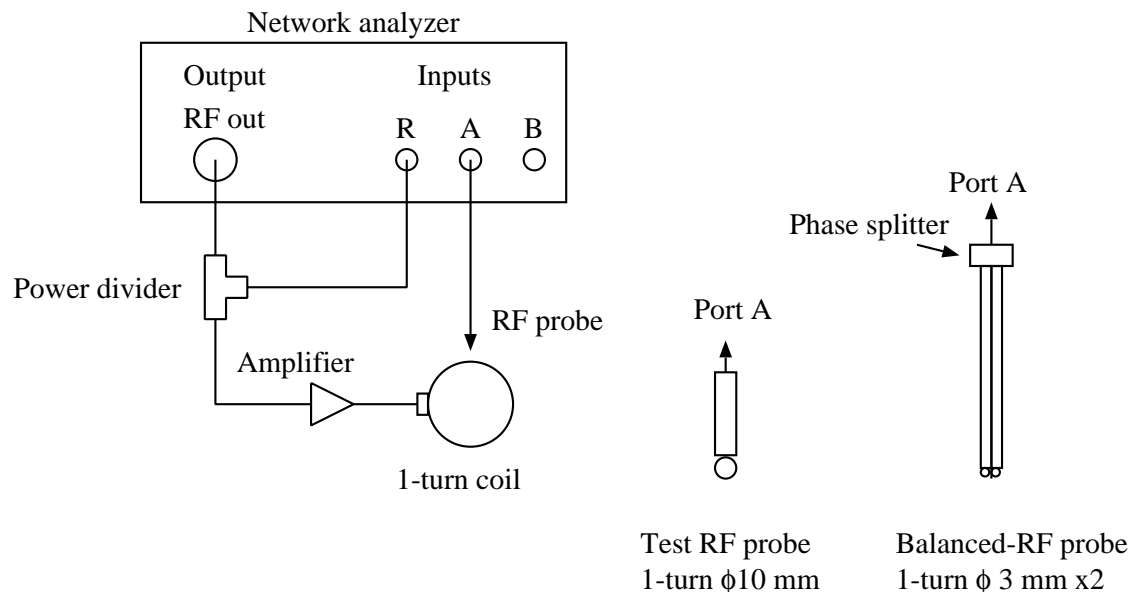 Network analyzer
Output
Inputs
RF out
R
A
B
Port A
Phase splitter
Power divider
RF probe
Port A
Amplifier
1-turn coil
Test RF probe
1-turn ϕ10 mm
Balanced-RF probe
1-turn ϕ 3 mm x2